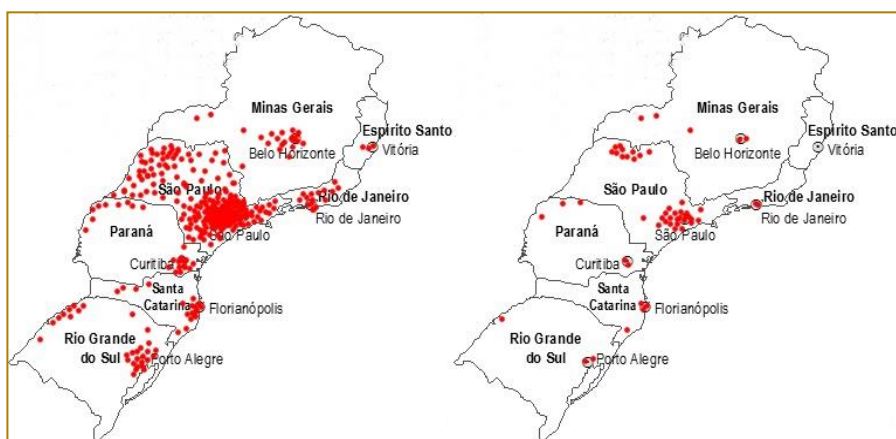 Minas Gerais
Espírito Santo
Belo Horizonte
Vitória
São Paulo
Rio de Janeiro
Rio de Janeiro
São Paulo
Paraná
Curitiba
Santa
Catarina
Florianópolis
Rio Grande
do Sul
Porto Alegre
Minas Gerais
Espírito Santo
Belo Horizonte
Vitória
São Paulo
Rio de Janeiro
Rio de Janeiro
São Paulo
Paraná
Curitiba
Santa
Catarina
Florianópolis
Rio Grande
do Sul
Porto Alegre